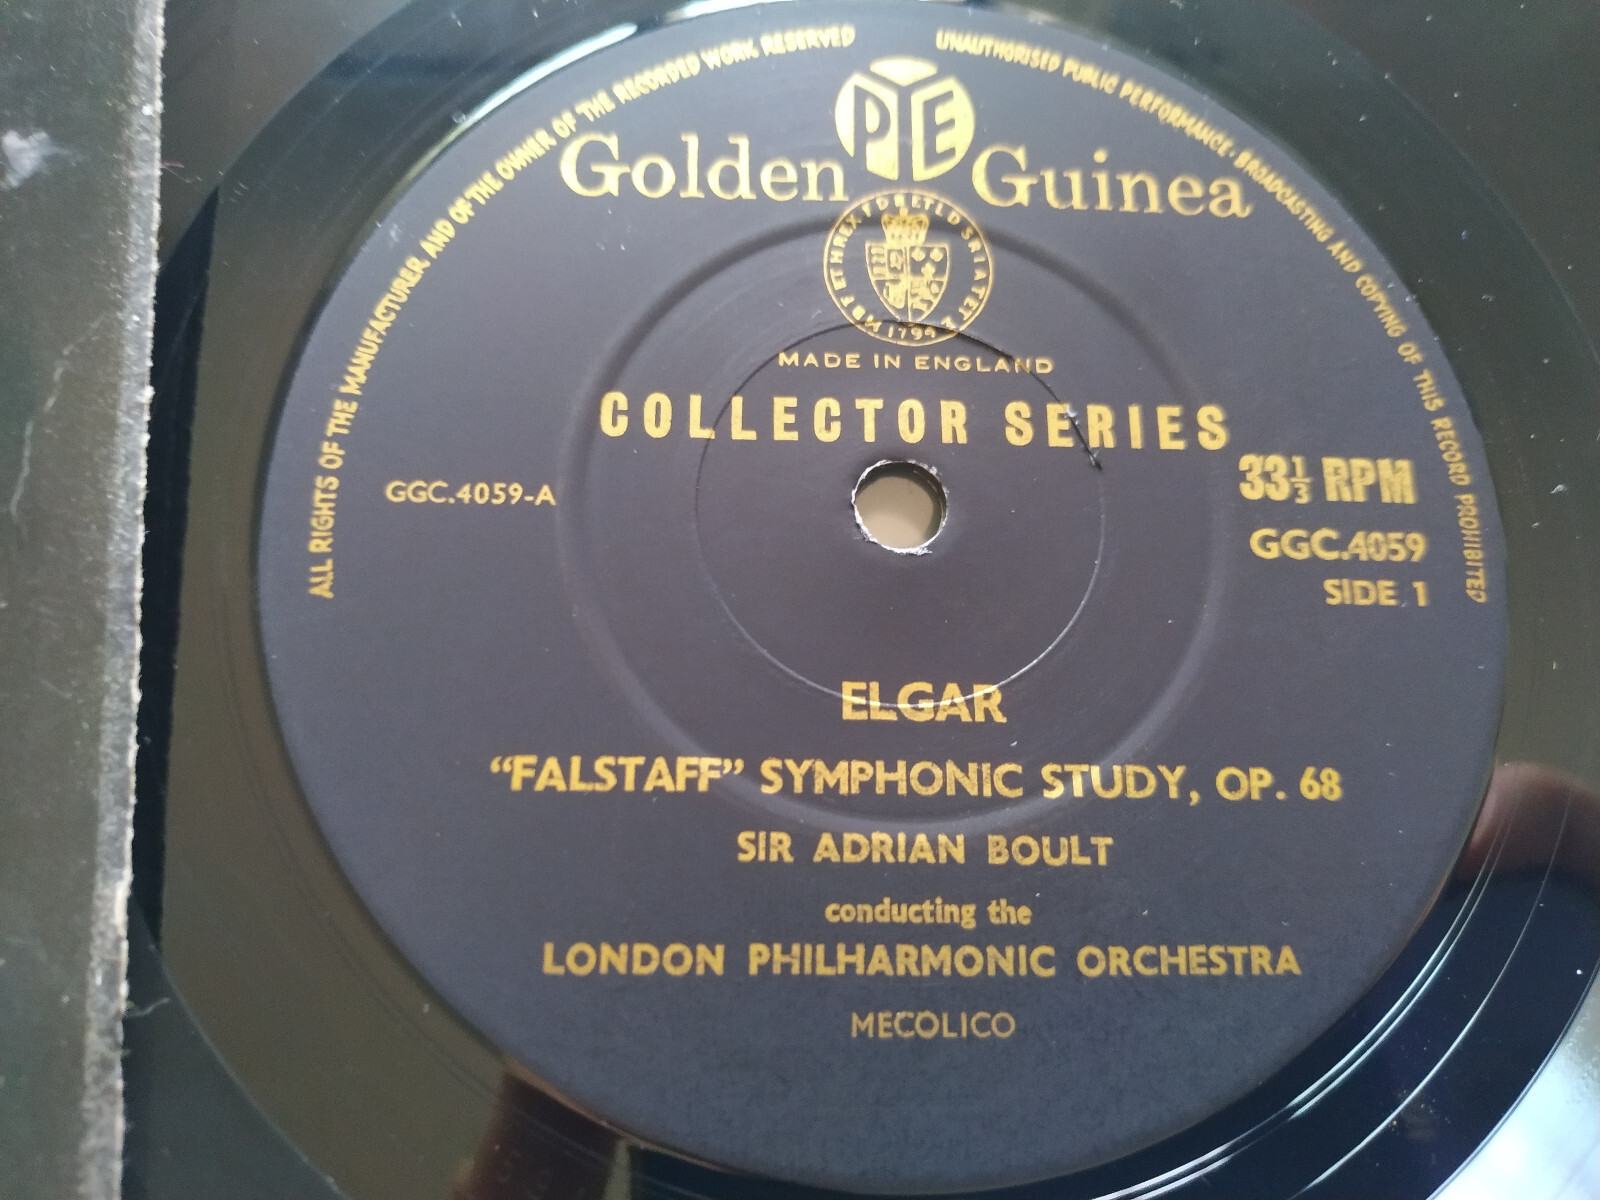 ALL RIGHTS OF THE MANUFACTURER AND OF THE OWNER OF THE RECORDED WORK RESERVED
UNAUTHORISED PUBLIC PERFORMANCE · BROADCASTING AND COPYING OF THIS RECORD PROHIBITED
PYE
Golden Guinea
1799
MADE IN ENGLAND
COLLECTOR SERIES
33⅓ RPM
GGC.4059-A
GGC.4059
SIDE 1
ELGAR
“FALSTAFF” SYMPHONIC STUDY, OP. 68
SIR ADRIAN BOULT
conducting the
LONDON PHILHARMONIC ORCHESTRA
MECOLICO